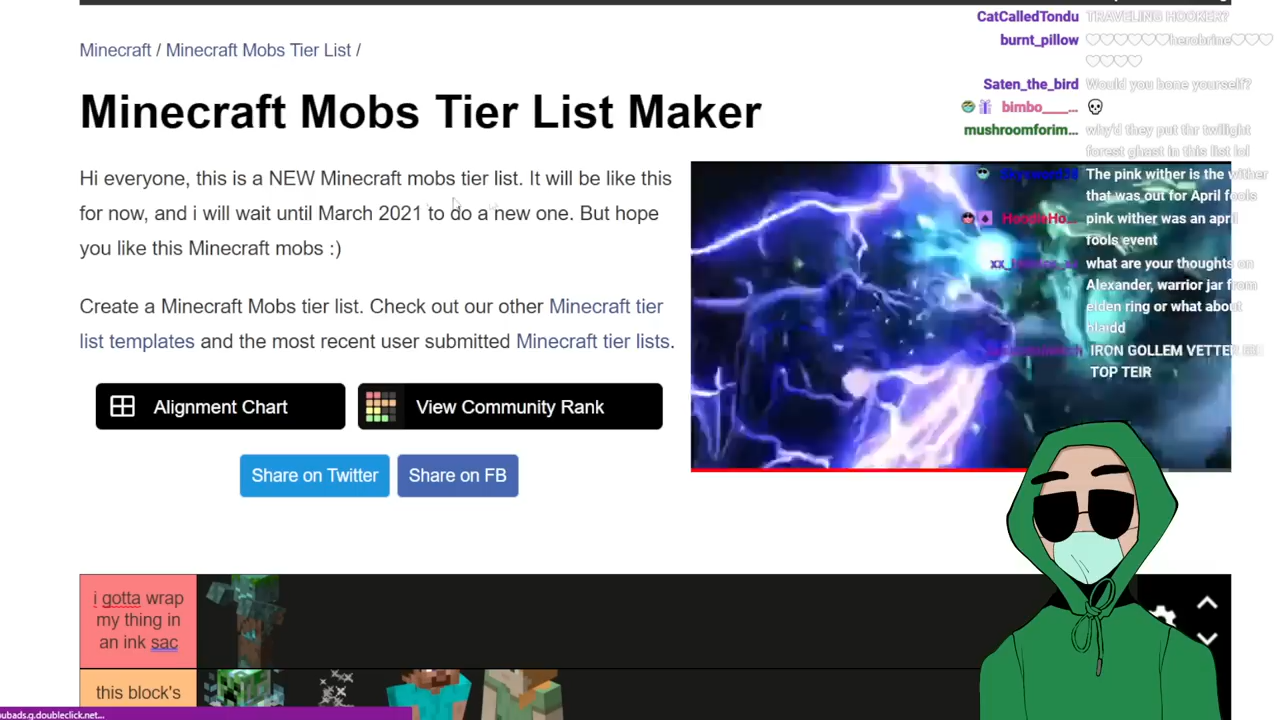 CatCalledTondu TRAVELING HOOKER?
Minecraft / Minecraft Mobs Tier List /
burnt_pillow ♡♡♡♡♡♡herobrine♡♡♡
♡♡♡♡
Saten_the_bird Would you bone yourself?
Minecraft Mobs Tier List Maker
bimbo____...
mushroomforim... why'd they put thr twilight
forest ghast in this list lol
Hi everyone, this is a NEW Minecraft mobs tier list. It will be like this
for now, and i will wait until March 2021 to do a new one. But hope
you like this Minecraft mobs :)
The pink wither is the wither
that was out for April fools
pink wither was an april
fools event
what are your thoughts on
Alexander, warrior jar from
elden ring or what about
blaidd
IRON GOLLEM VETTER
TOP TEIR
Create a Minecraft Mobs tier list. Check out our other Minecraft tier
list templates and the most recent user submitted Minecraft tier lists.
Alignment Chart
View Community Rank
Share on Twitter
Share on FB
i gotta wrap
my thing in
an ink sac
this block's
ubads.g.doubleclick.net...